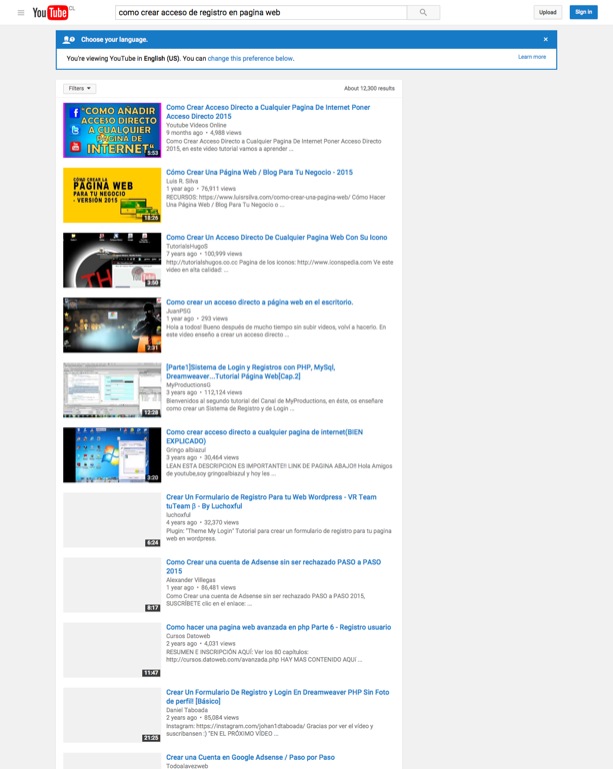 YouTube CL
como crear acceso de registro en pagina web
Upload
Sign in
Choose your language.
×
You're viewing YouTube in English (US). You can change this preference below.
Learn more
Filters
About 12,300 results
"COMO AÑADIR
ACCESO DIRECTO
A CUALQUIER
PÁGINA DE
INTERNET"
5:53
Como Crear Acceso Directo a Cualquier Pagina De Internet Poner
Acceso Directo 2015
Youtube Videos Online
9 months ago • 4,988 views
Como Crear Acceso Directo a Cualquier Pagina De Internet Poner Acceso Directo
2015, en este video tutorial vamos a aprender ...
CÓMO CREAR LA
PÁGINA WEB
PARA TU NEGOCIO
- VERSIÓN 2015
18:26
Cómo Crear Una Página Web / Blog Para Tu Negocio - 2015
Luis R. Silva
1 year ago • 76,911 views
RECURSOS: https://www.luisrsilva.com/como-crear-una-pagina-web/ Cómo Hacer
Una Página Web / Blog Para Tu Negocio o ...
3:50
Como Crear Un Acceso Directo De Cualquier Pagina Web Con Su Icono
TutorialsHugoS
7 years ago • 100,999 views
http://tutorialshugos.co.cc Pagina de los iconos: http://www.iconspedia.com Ve este
video en alta calidad: ...
2:31
Como crear un acceso directo a página web en el escritorio.
JuanPSG
1 year ago • 293 views
Hola a todos! Bueno después de mucho tiempo sin subir videos, volví a hacerlo. En
este video enseño a crear un acceso directo ...
12:28
[Parte1]Sistema de Login y Registros con PHP, MySql,
Dreamweaver...Tutorial Página Web[Cap.2]
MyProductionsG
3 years ago • 112,124 views
Bienvenidos al segundo tutorial del Canal de MyProductions, en éste, os enseñare
como crear un Sistema de Registro y de Login ...
3:20
Como crear acceso directo a cualquier pagina de internet(BIEN
EXPLICADO)
Gringo albiazul
3 years ago • 30,464 views
LEAN ESTA DESCRIPCION ES IMPORTANTE!! LINK DE PAGINA ABAJO!! Hola Amigos
de youtube,soy gringoalbiazul y hoy les ...
6:24
Crear Un Formulario de Registro Para tu Web Wordpress - VR Team
tuTeam β - By Luchoxful
luchoxful
4 years ago • 32,370 views
Plugin: "Theme My Login" Tutorial para crear un formulario de registro para tu pagina
web en wordpress.
8:17
Como Crear una cuenta de Adsense sin ser rechazado PASO a PASO
2015
Alexander Villegas
1 year ago • 86,481 views
Como Crear una cuenta de Adsense sin ser rechazado PASO a PASO 2015,
SUSCRÍBETE clic en el enlace: ...
11:47
Como hacer una pagina web avanzada en php Parte 6 - Registro usuario
Cursos Datoweb
2 years ago • 4,031 views
RESUMEN E INSCRIPCIÓN AQUÍ: Ver los 80 capítulos:
http://cursos.datoweb.com/avanzada.php HAY MAS CONTENIDO AQUÍ ...
21:25
Crear Un Formulario De Registro y Login En Dreamweaver PHP Sin Foto
de perfil! [Básico]
Daniel Taboada
2 years ago • 85,084 views
Instagram: https://instagram.com/johan1dtaboada/ Gracias por ver el vídeo y
suscribansen :) "EN EL PRÓXIMO VÍDEO ...
Crear una Cuenta en Google Adsense / Paso por Paso
Todoslavezweb